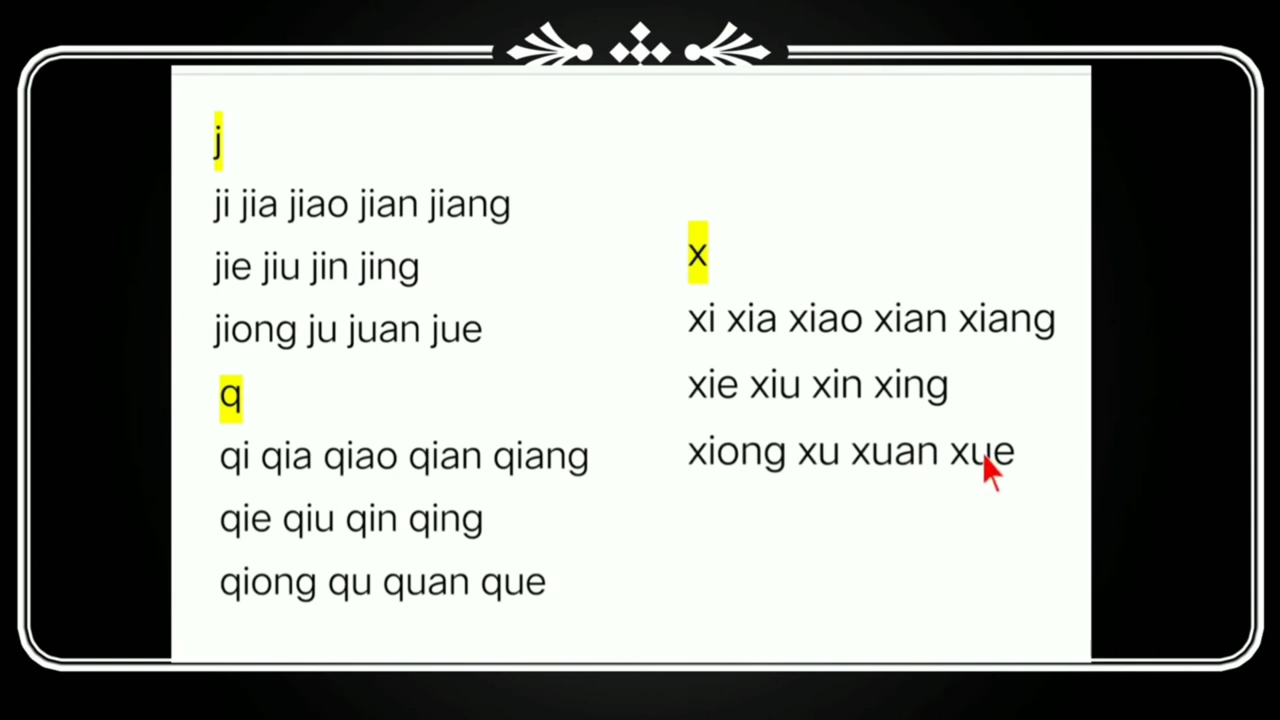 j
ji jia jiao jian jiang
jie jiu jin jing
jiong ju juan jue
q
qi qia qiao qian qiang
qie qiu qin qing
qiong qu quan que
x
xi xia xiao xian xiang
xie xiu xin xing
xiong xu xuan xue